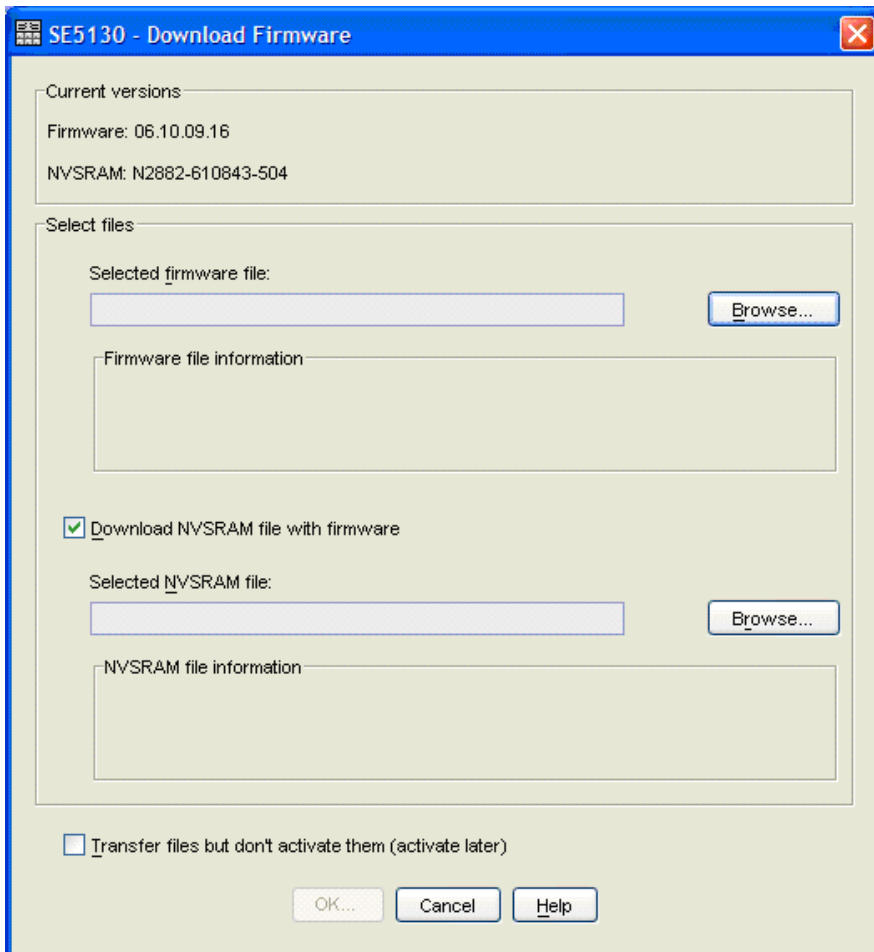 SE5130 - Download Firmware
Current versions
Firmware: 06.10.09.16
NVSRAM: N2882-610843-504
Select files
Selected firmware file:
Browse...
Firmware file information
Download NVSRAM file with firmware
Selected NVSRAM file:
Browse...
NVSRAM file information
Transfer files but don't activate them (activate later)
OK... Cancel Help